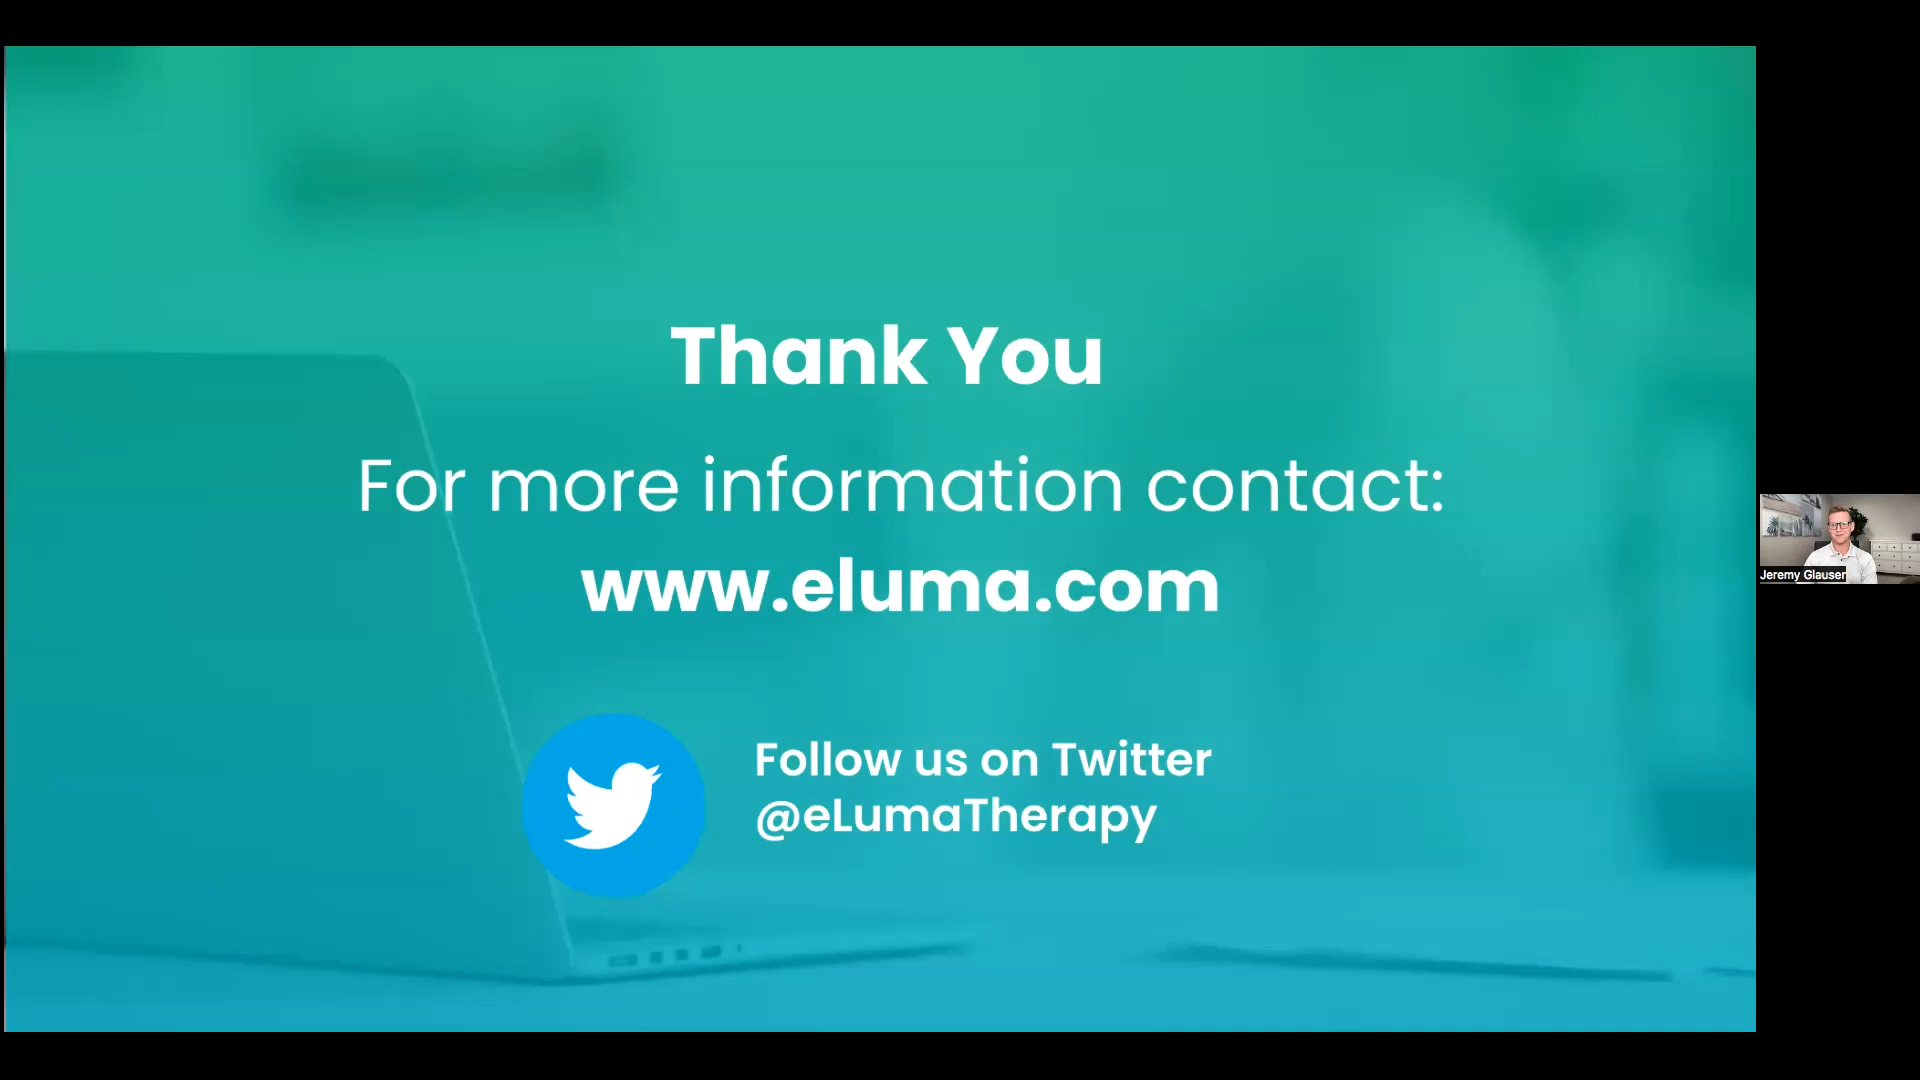 Thank You
For more information contact:
www.eluma.com
Follow us on Twitter
@eLumaTherapy
Jeremy Glauser